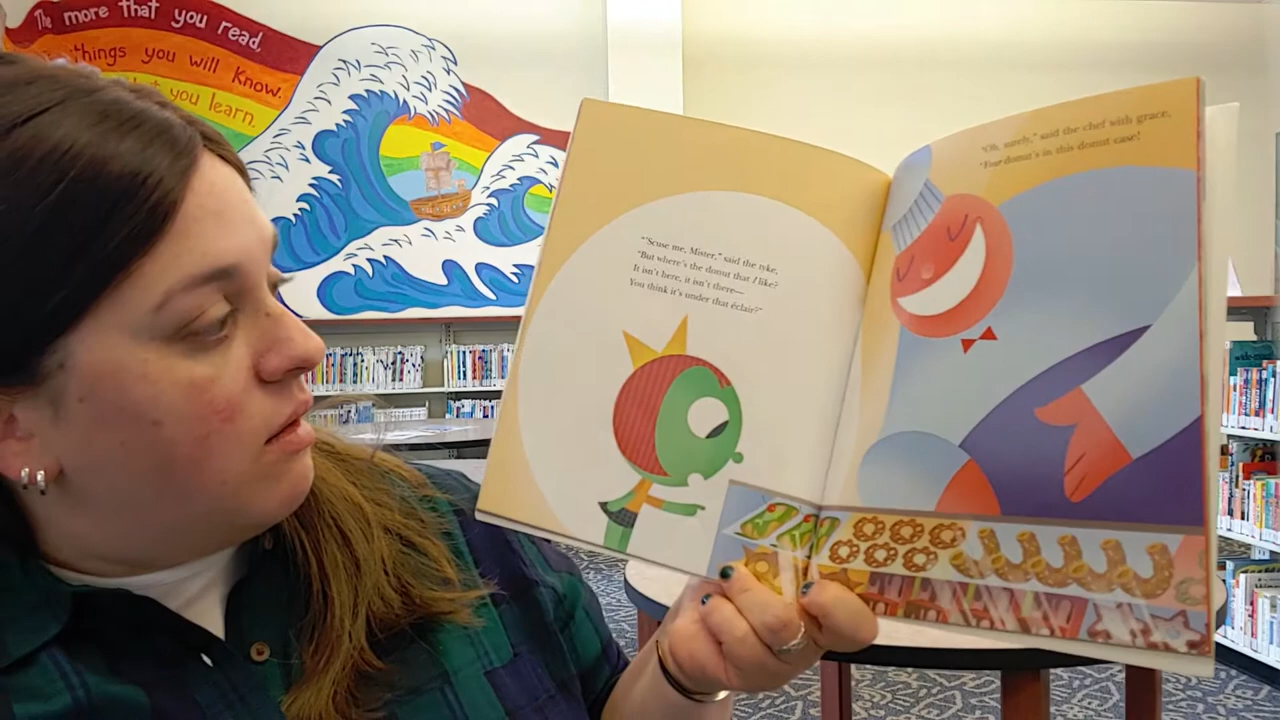 The more that you read,
things you will know.
that you learn.
"'Scuse me, Mister," said the tyke,
"But where's the donut that I like?
It isn't here, it isn't there—
You think it's under that éclair?"
"Oh, surely," said the chef with grace,
"Your donut's in this donut case!